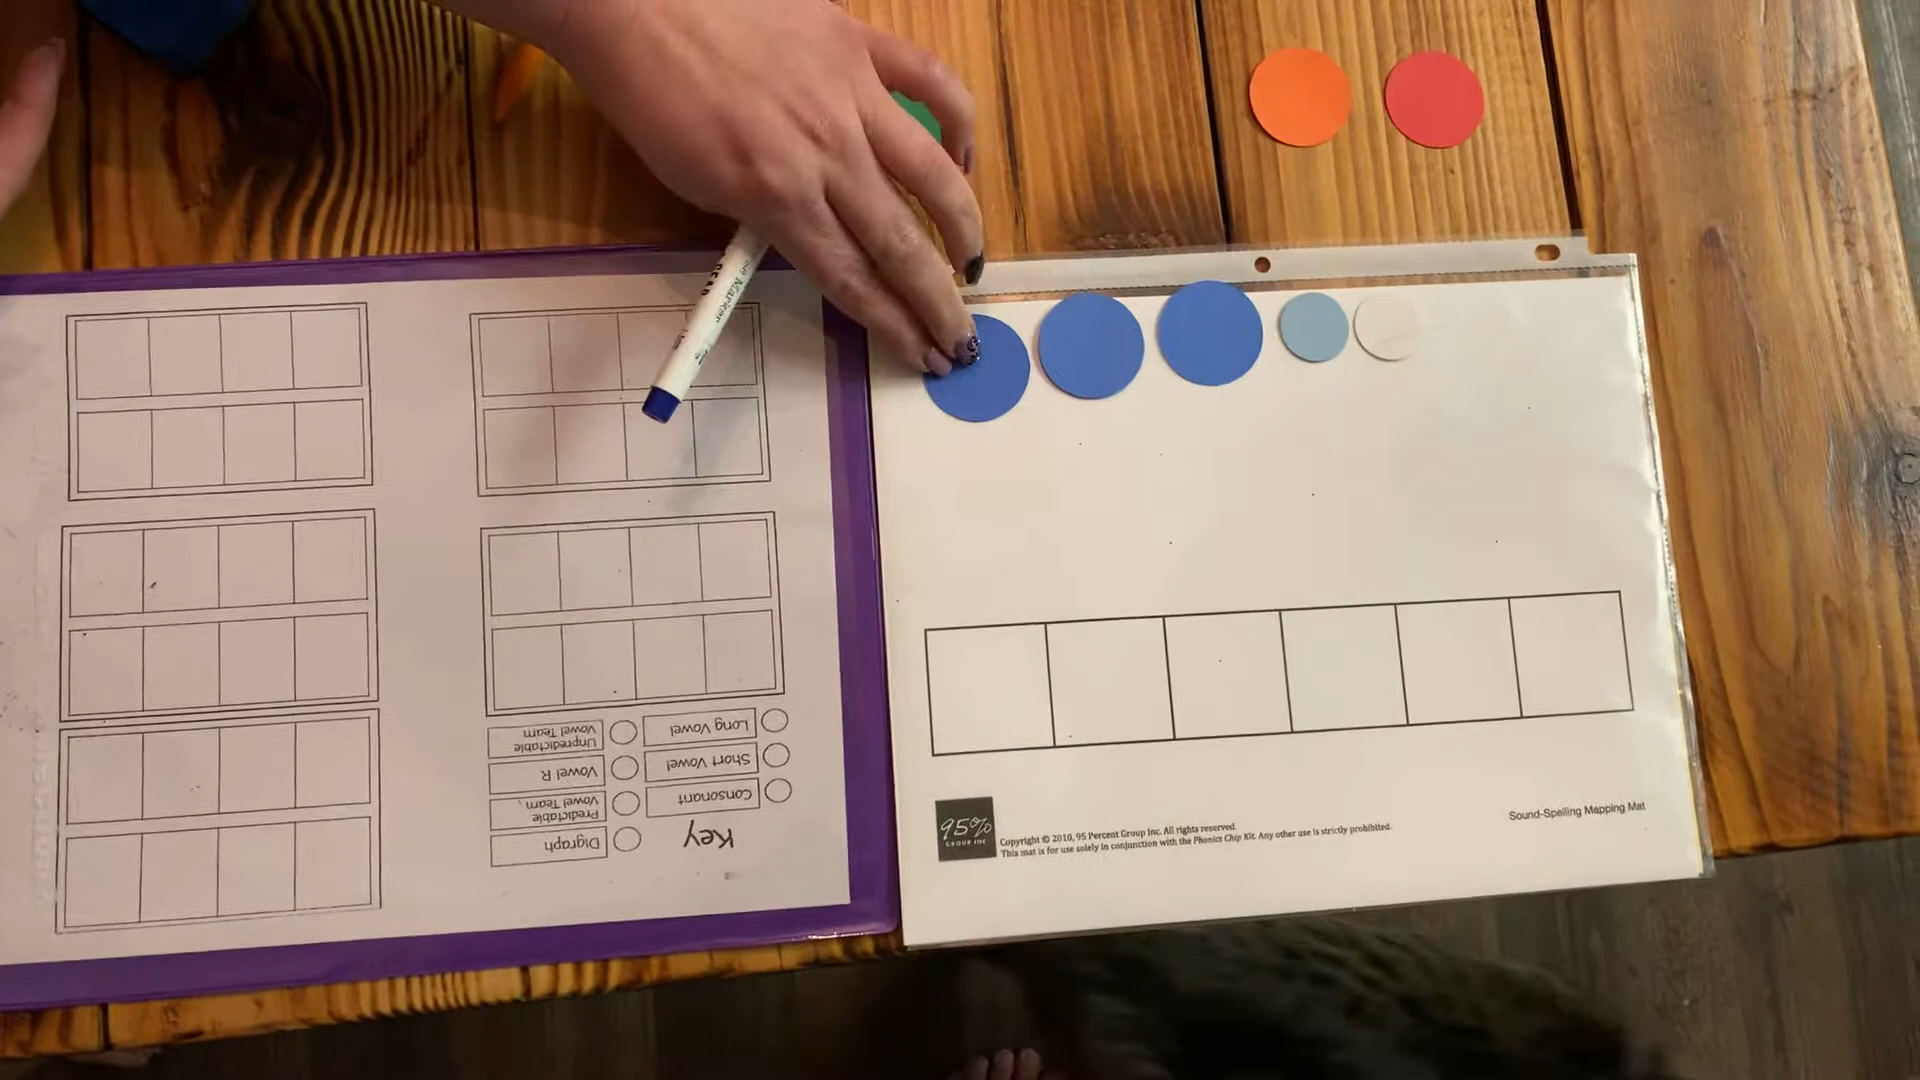 Key
Consonant
Short Vowel
Long Vowel
Digraph
Predictable
Vowel Team,
Vowel R
Unpredictable
Vowel Team
Marker
Sound-Spelling Mapping Mat
95%
GROUP INC
Copyright © 2010, 95 Percent Group Inc. All rights reserved.
This mat is for use solely in conjunction with the Phonics Chip Kit. Any other use is strictly prohibited.